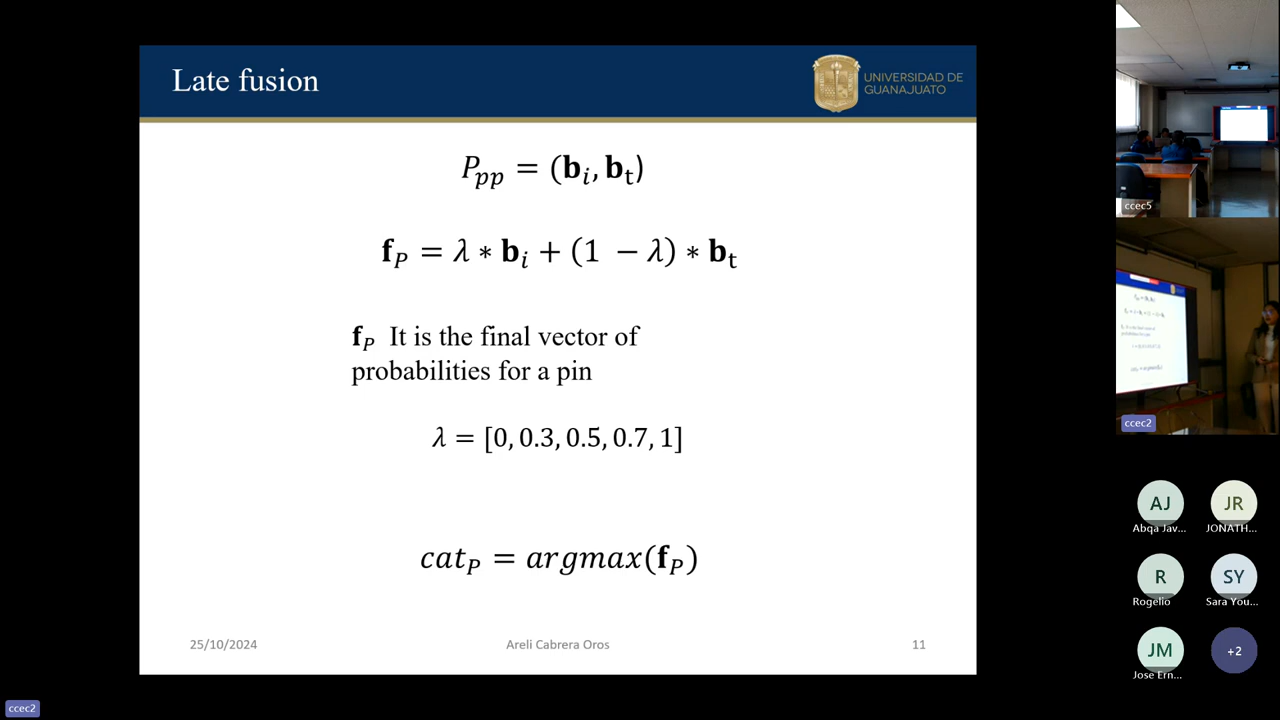 Late fusion
UNIVERSIDAD DE
GUANAJUATO
P_pp = (𝐛_i, 𝐛_t)
𝐟_P = λ ∗ 𝐛_i + (1 − λ) ∗ 𝐛_t
𝐟_P It is the final vector of
probabilities for a pin
λ = [0, 0.3, 0.5, 0.7, 1]
cat_P = argmax(𝐟_P)
25/10/2024
Areli Cabrera Oros
11
ccec5
ccec2
AJ
Abqa Jav...
JR
JONATH...
R
Rogelio
SY
Sara You...
JM
Jose Ern...
+2
ccec2